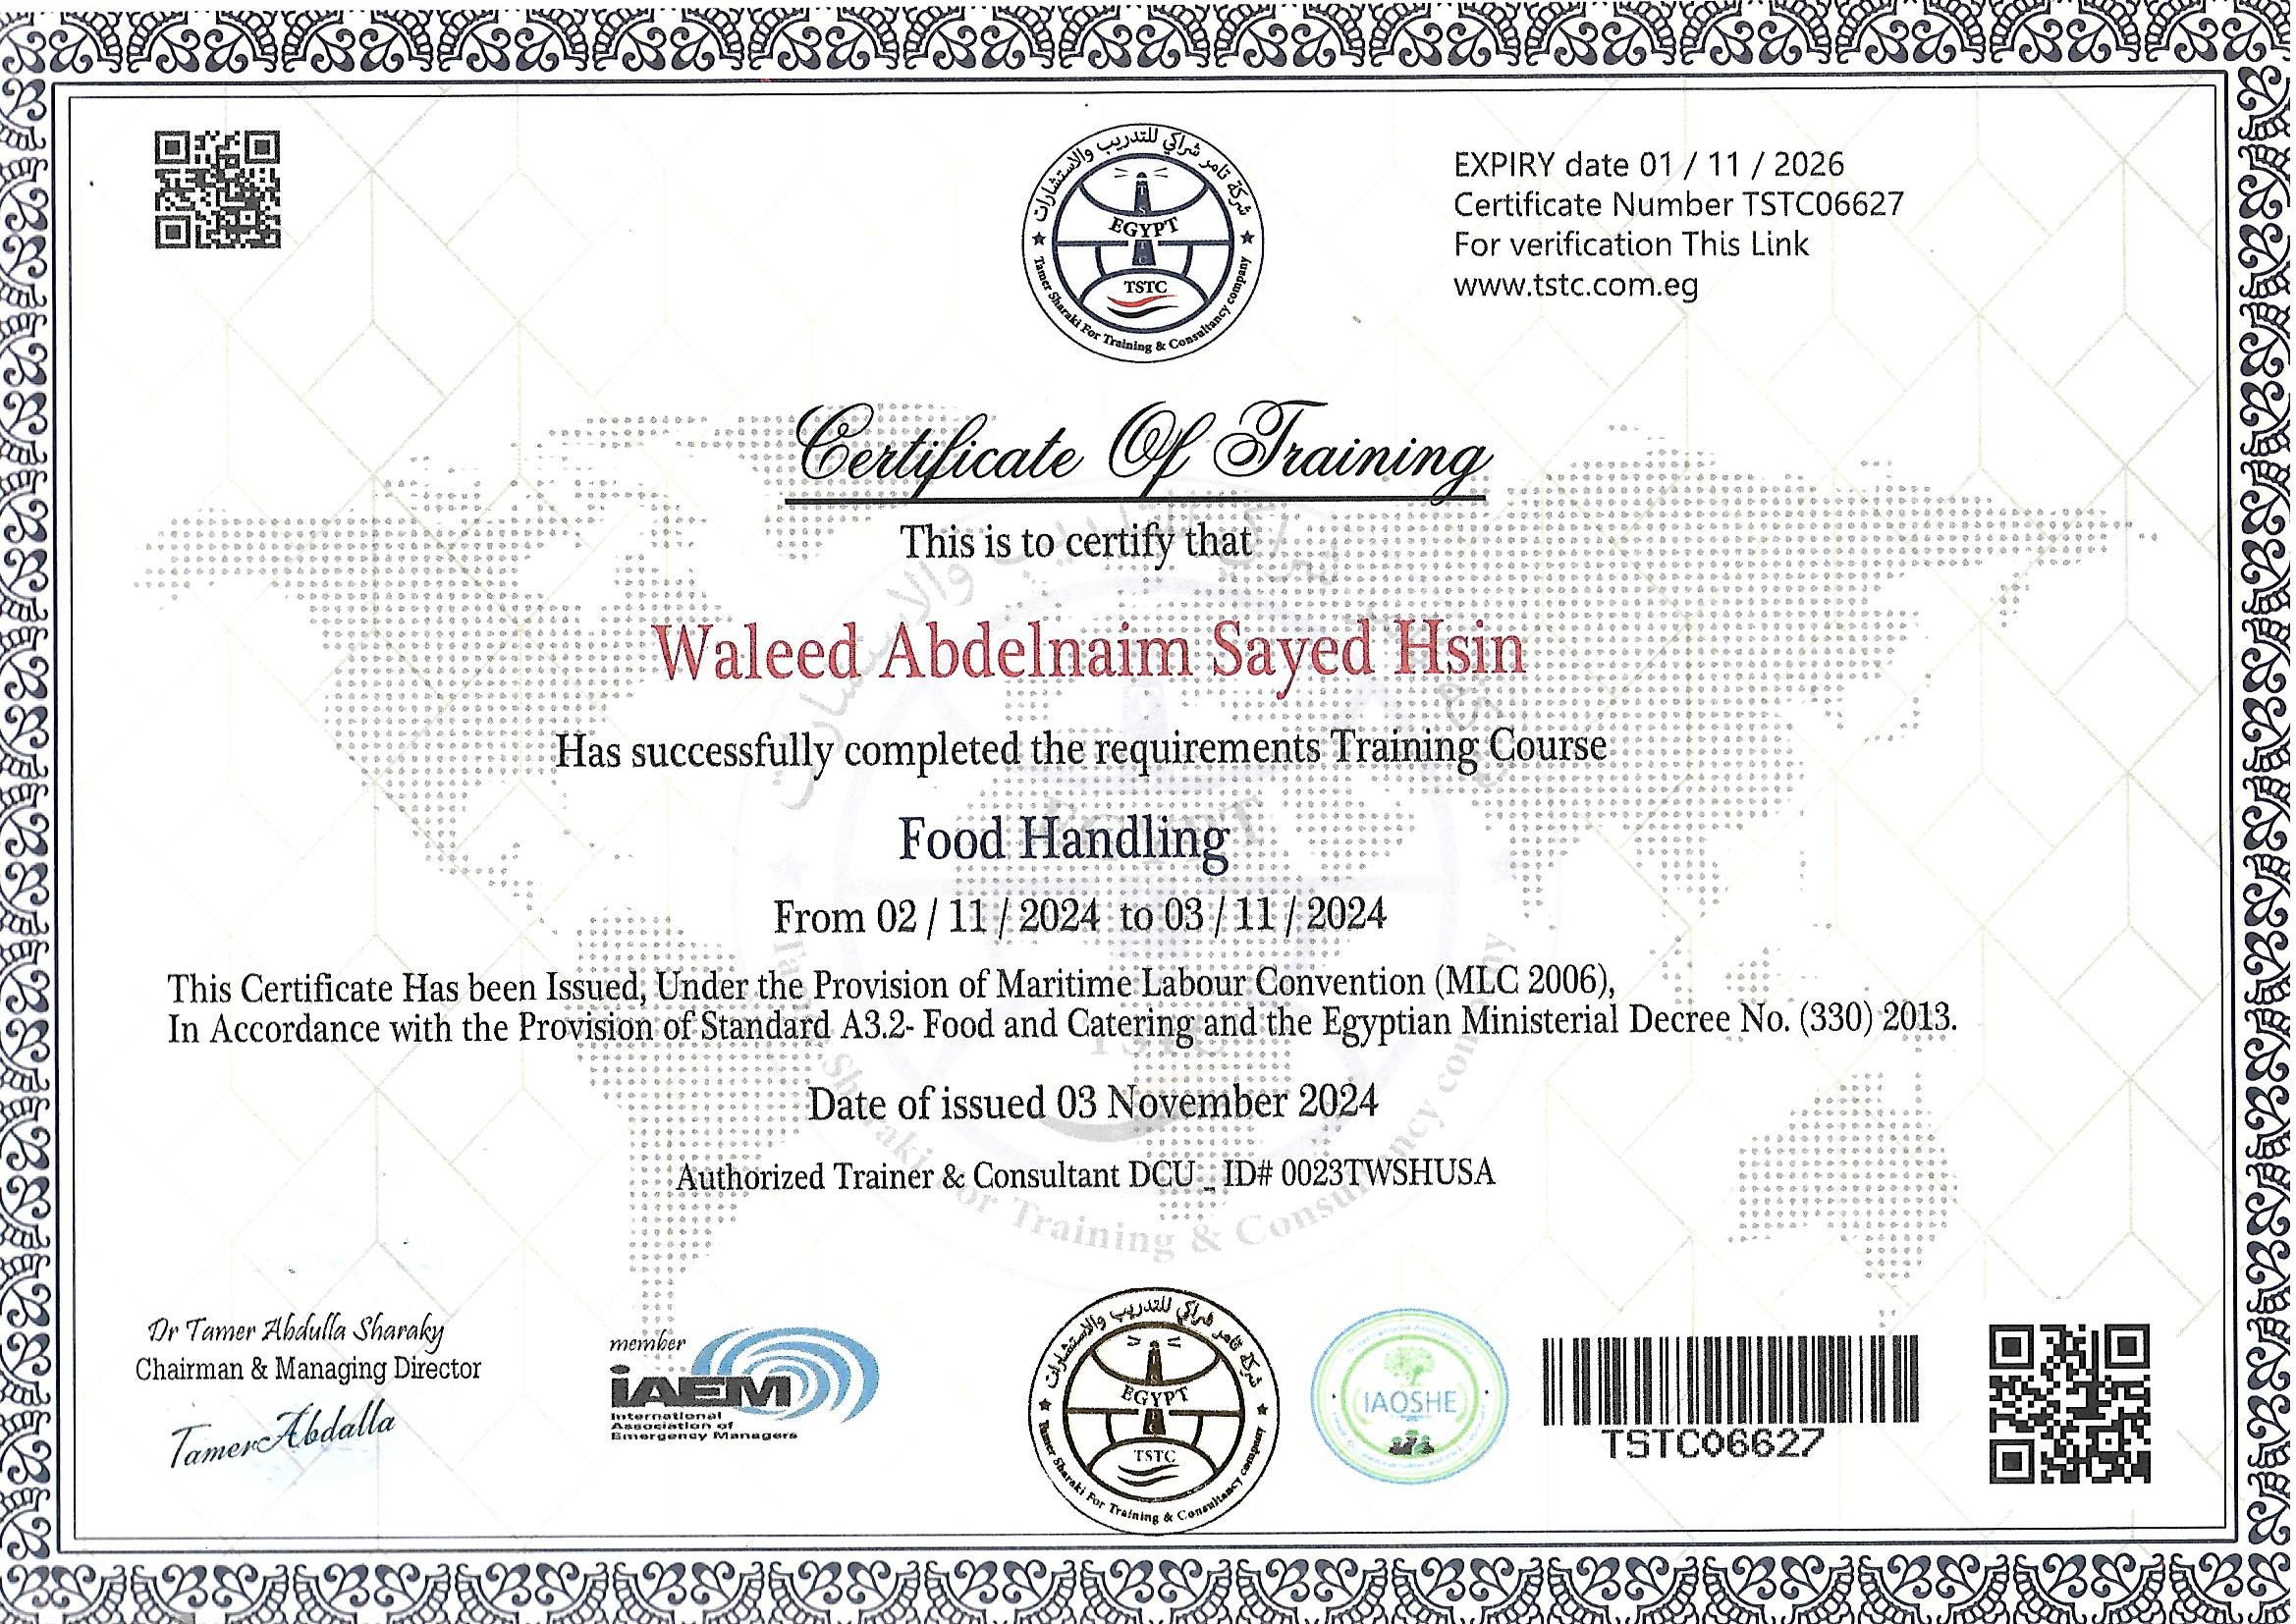 شركة تامر شراكي للتدريب والاستشارات
EGYPT
TSTC
Tamer Sharaki For Training & Consultancy company
EXPIRY date 01 / 11 / 2026
Certificate Number TSTC06627
For verification This Link
www.tstc.com.eg
Certificate Of Training
This is to certify that
Waleed Abdelnaim Sayed Hsin
Has successfully completed the requirements Training Course
Food Handling
From 02 / 11 / 2024 to 03 / 11 / 2024
This Certificate Has been Issued, Under the Provision of Maritime Labour Convention (MLC 2006),
In Accordance with the Provision of Standard A3.2- Food and Catering and the Egyptian Ministerial Decree No. (330) 2013.
Date of issued 03 November 2024
Authorized Trainer & Consultant DCU _ ID# 0023TWSHUSA
Dr Tamer Abdulla Sharaky
Chairman & Managing Director
Tamer Abdalla
member
iAEM
International
Association of
Emergency Managers
شركة تامر شراكي للتدريب والاستشارات
EGYPT
TSTC
Tamer Sharaki For Training & Consultancy company
IAOSHE
TSTC06627